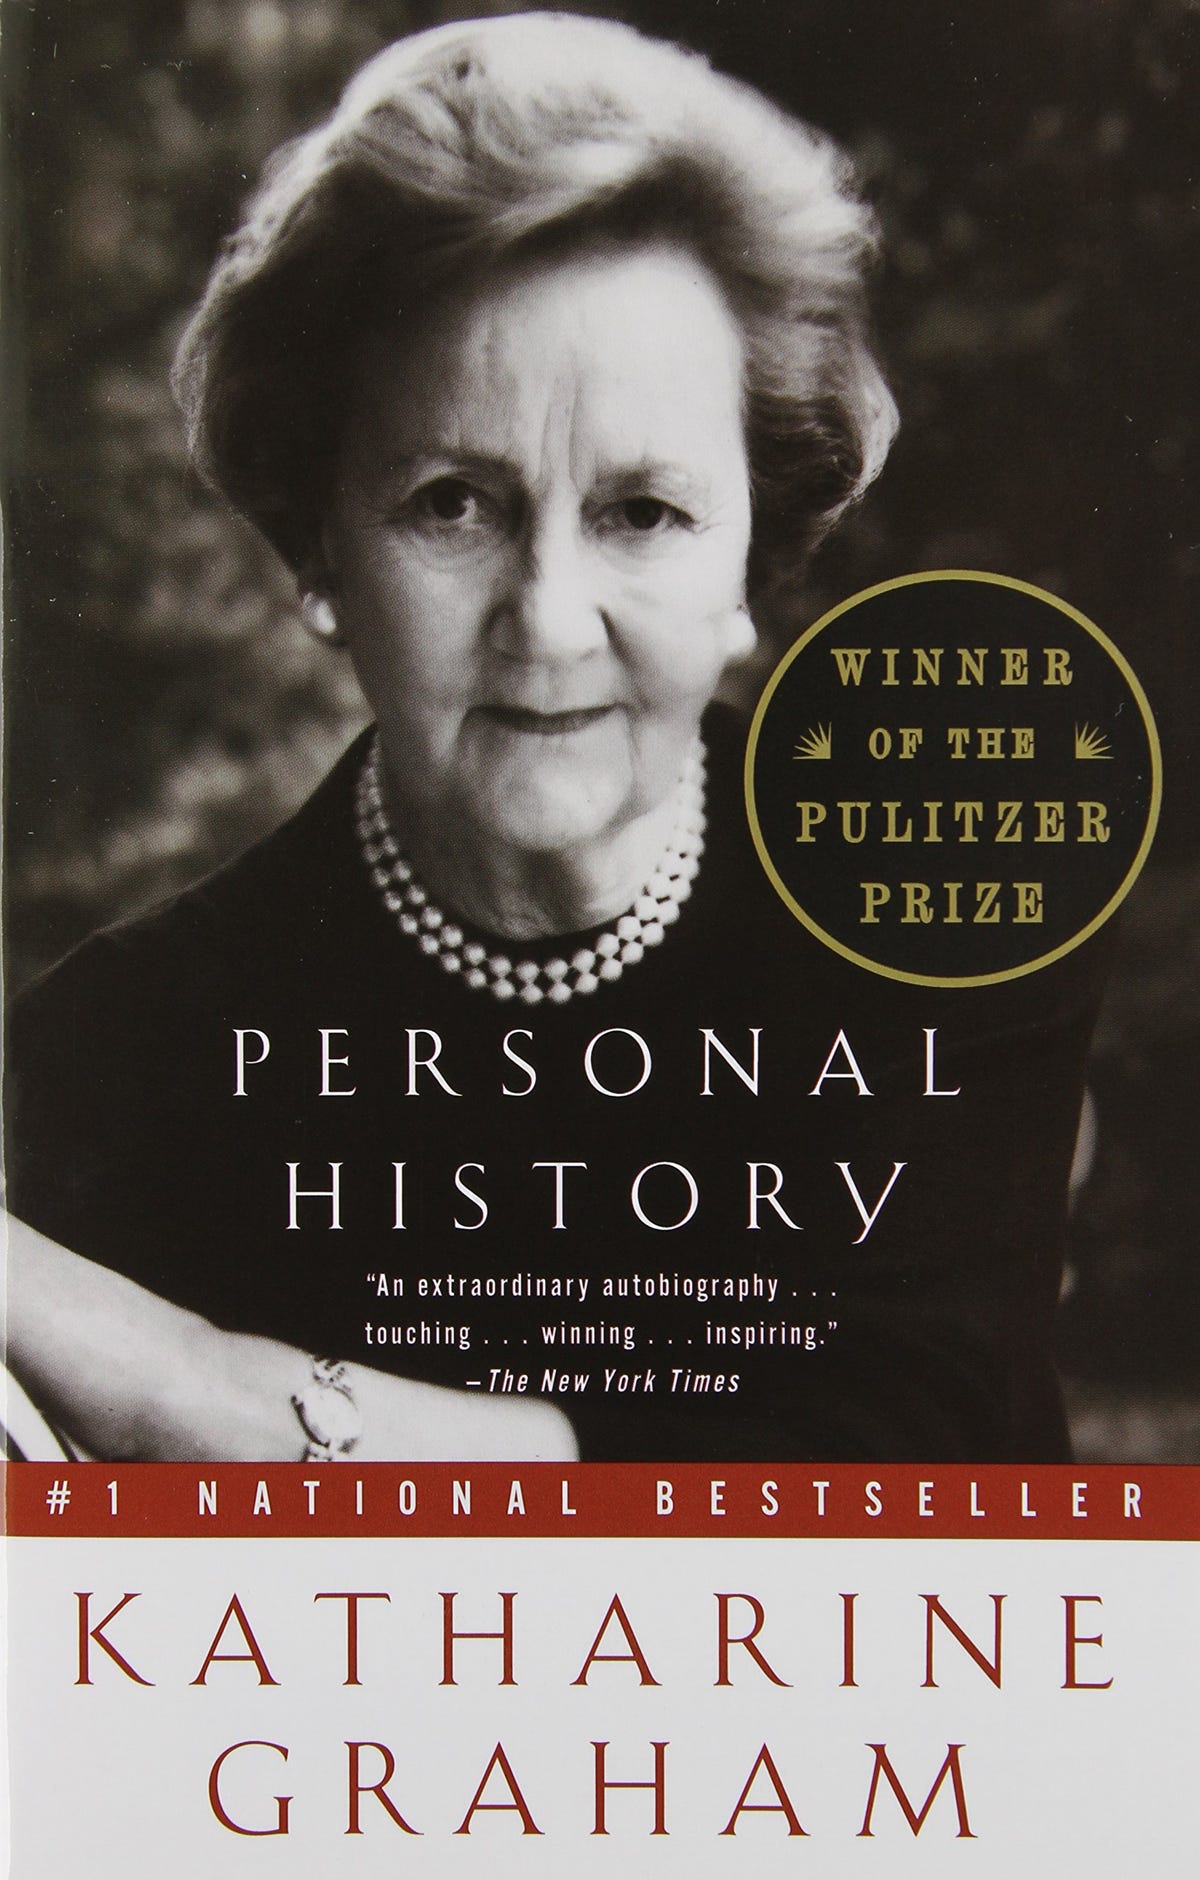 WINNER
OF THE
PULITZER
PRIZE
PERSONAL
HISTORY
“An extraordinary autobiography . . .
touching . . . winning . . . inspiring.”
–The New York Times
#1 NATIONAL BESTSELLER
KATHARINE
GRAHAM